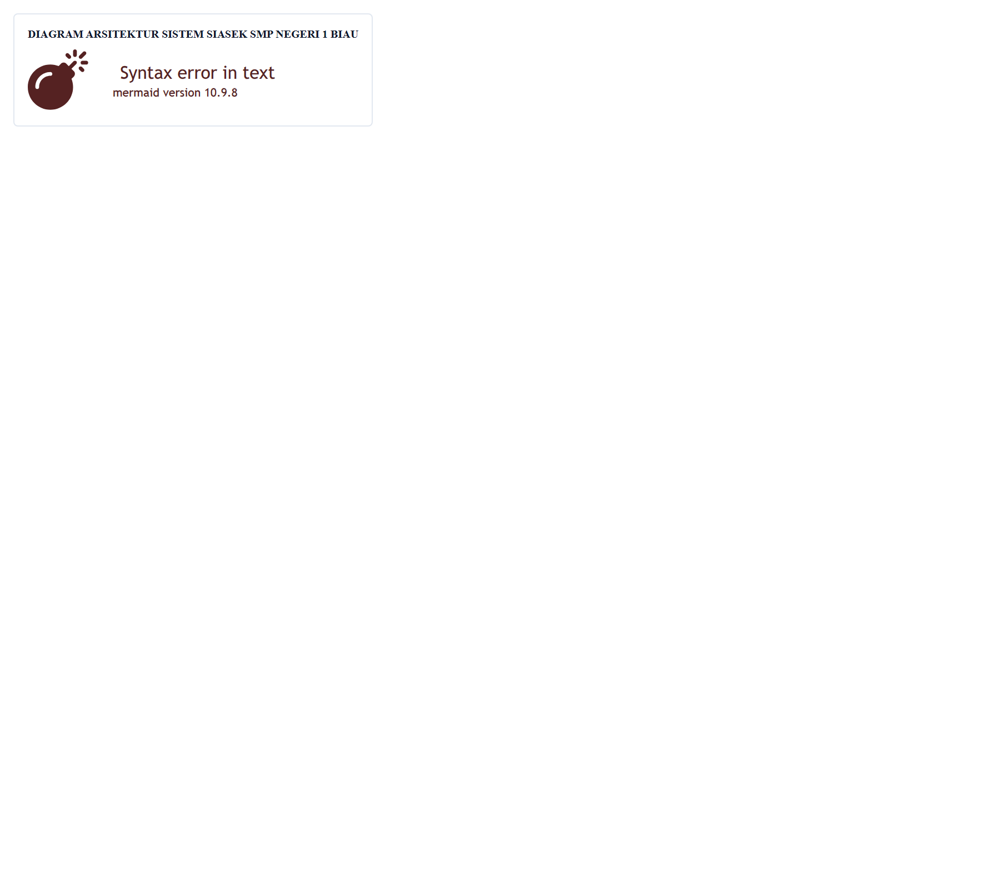 DIAGRAM ARSITEKTUR SISTEM SIASEK SMP NEGERI 1 BIAU
Syntax error in text
mermaid version 10.9.8